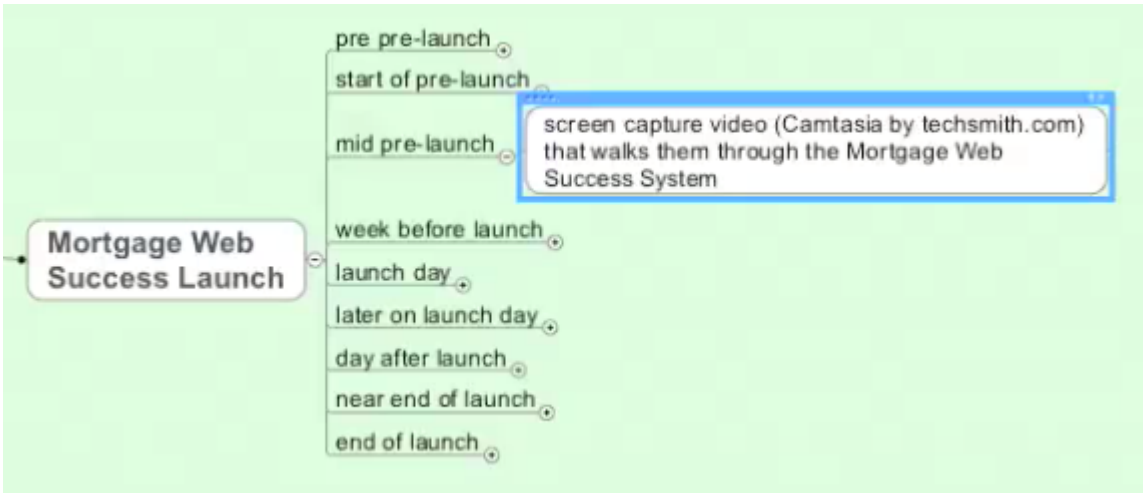 pre pre-launch
start of pre-launch
mid pre-launch
screen capture video (Camtasia by techsmith.com)
that walks them through the Mortgage Web
Success System
Mortgage Web
Success Launch
week before launch
launch day
later on launch day
day after launch
near end of launch
end of launch